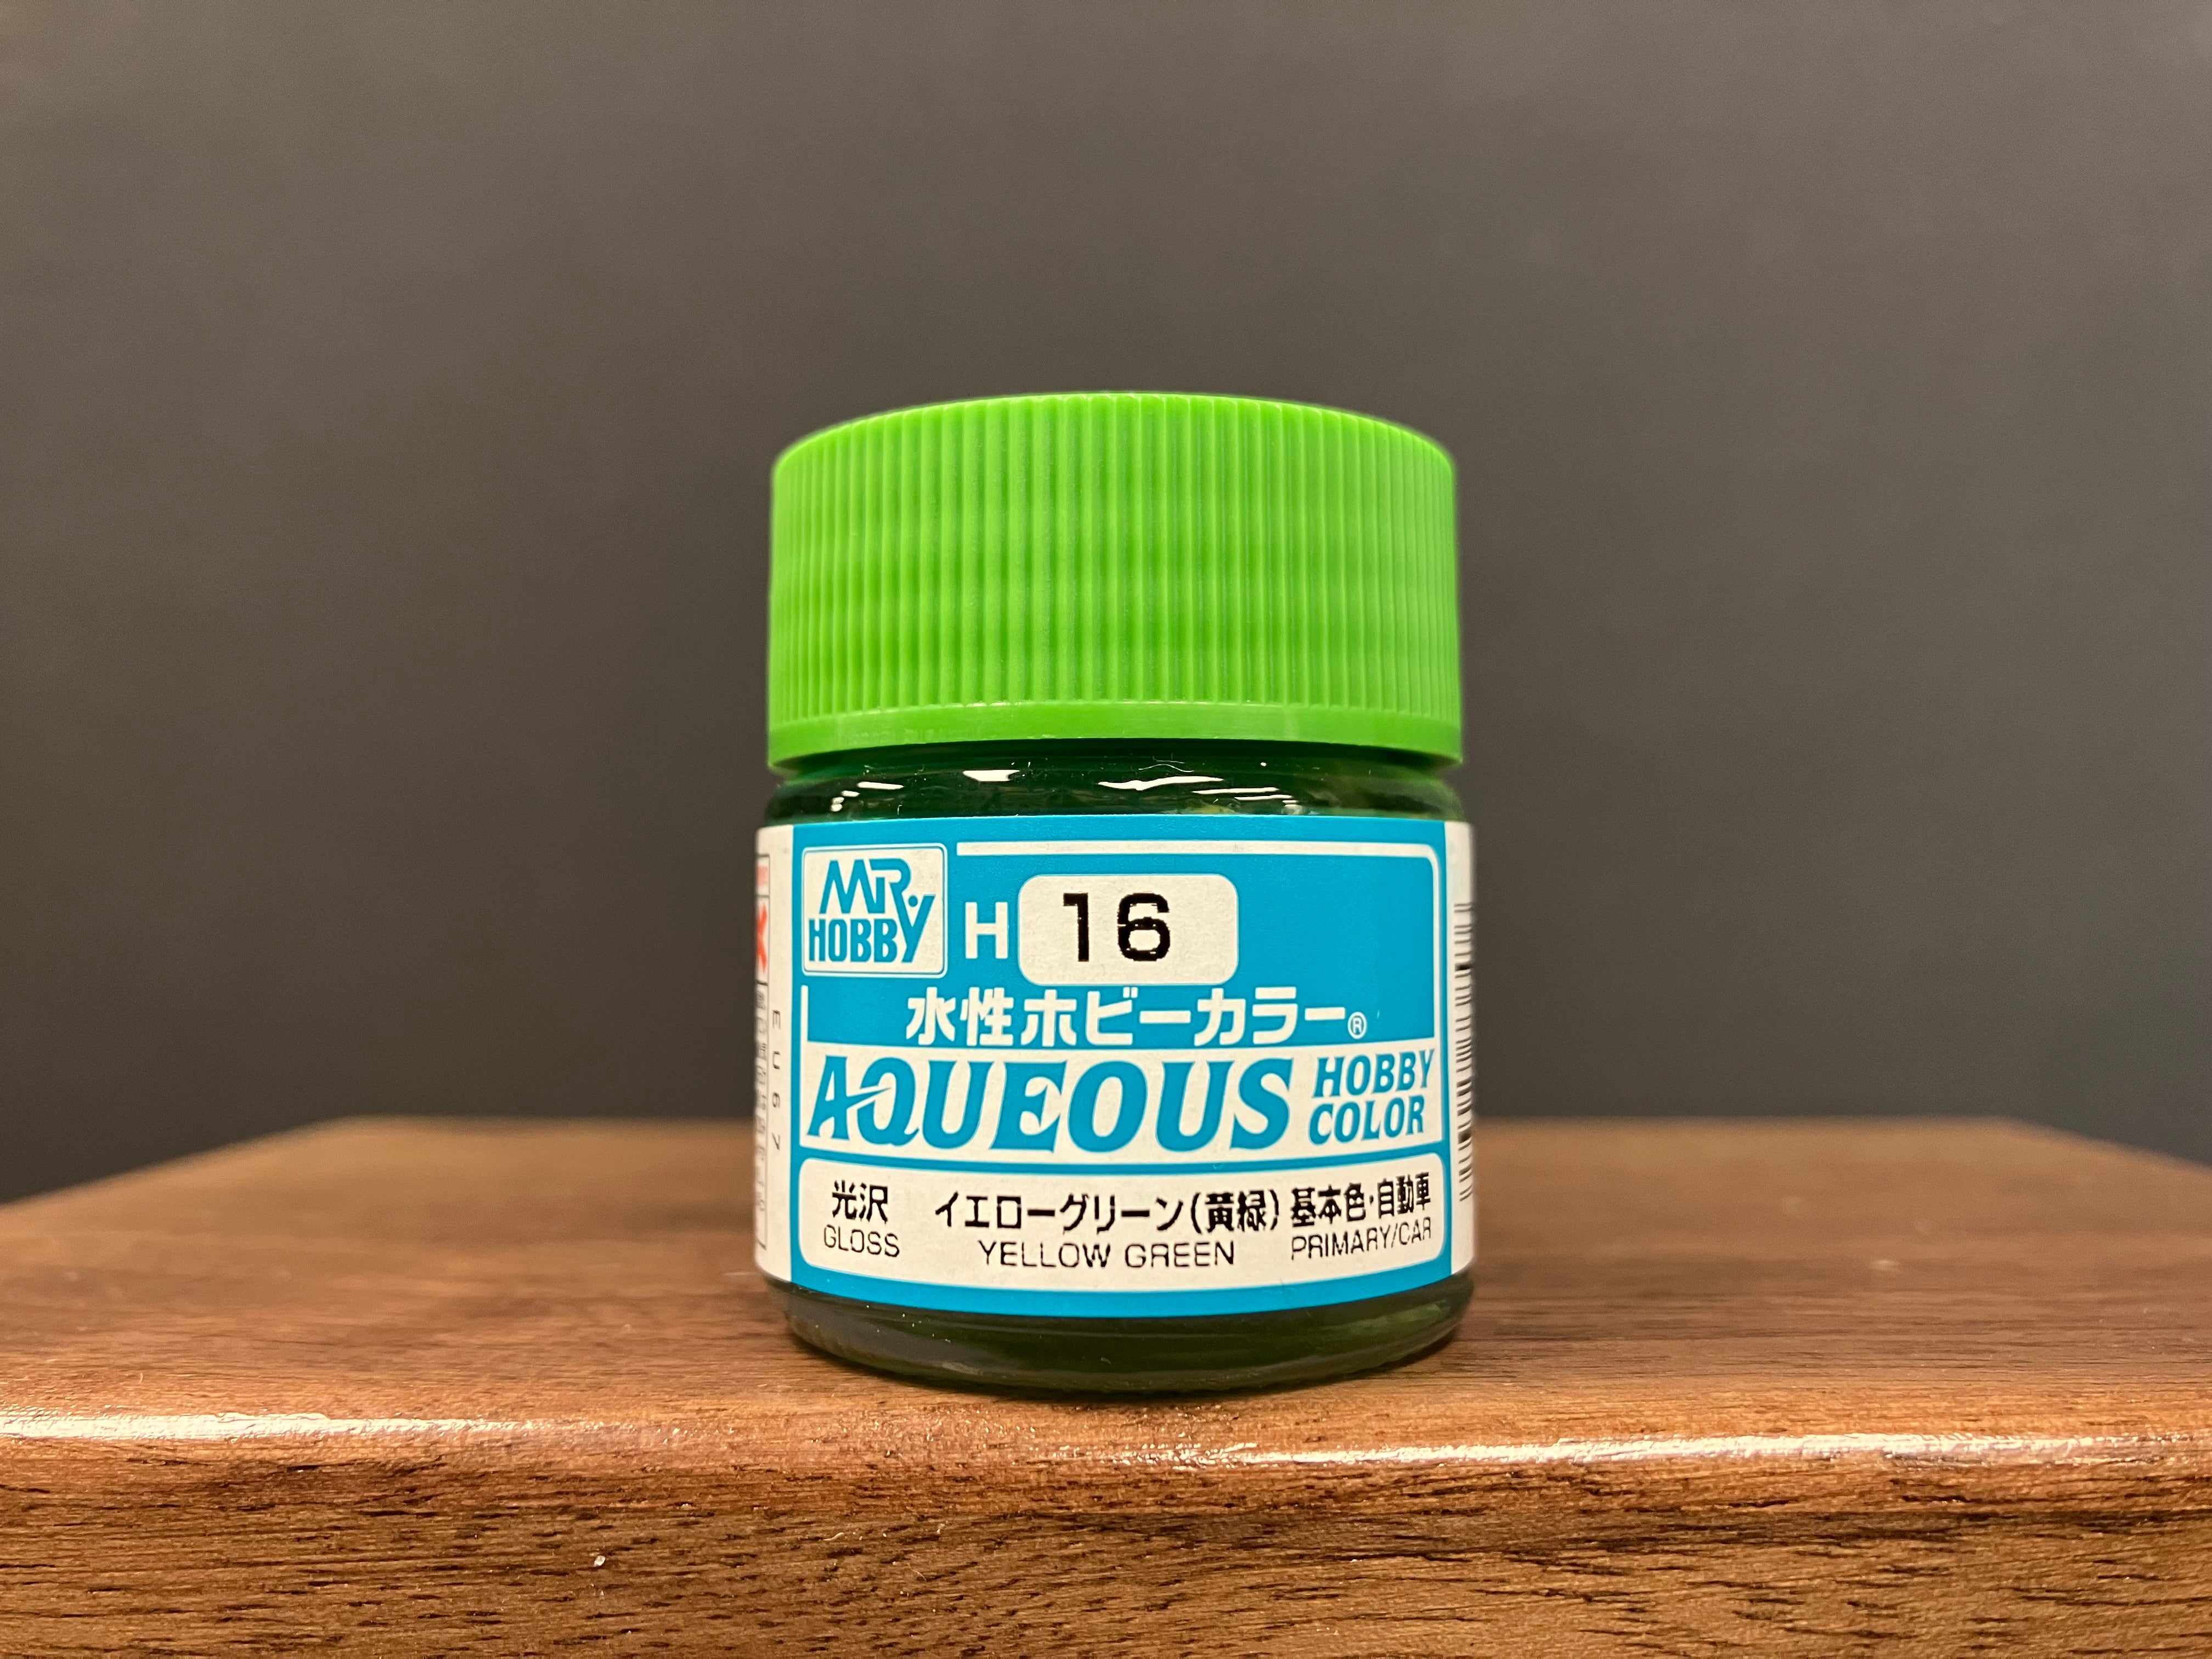 MR. HOBBY
H 16
水性ホビーカラー®
AQUEOUS HOBBY COLOR
光沢 イエローグリーン(黄緑) 基本色・自動車
GLOSS YELLOW GREEN PRIMARY/CAR
EU67